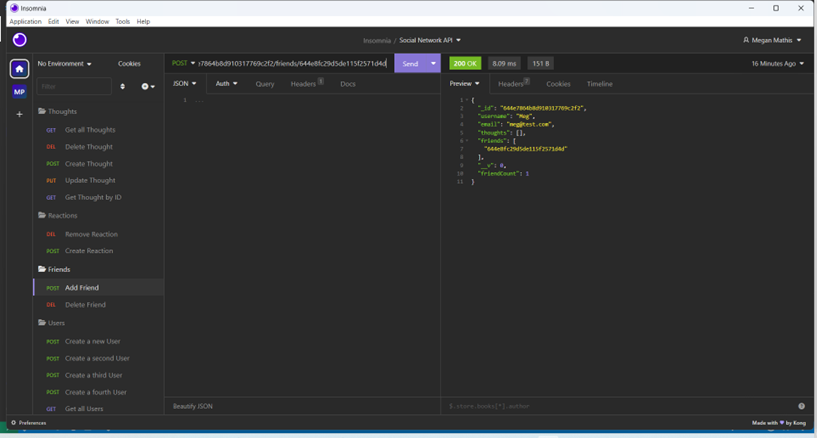 Insomnia
Application Edit View Window Tools Help
Insomnia / Social Network API
Megan Mathis
No Environment
Cookies
POST :7864b8d910317769c2f2/friends/644e8fc29d5de115f2571d4d
Send
200 OK 8.09 ms 151 B
16 Minutes Ago
MP
Filter
JSON Auth Query Headers 1 Docs
Preview Headers 7 Cookies Timeline
Thoughts
GET Get all Thoughts
DEL Delete Thought
POST Create Thought
PUT Update Thought
GET Get Thought by ID
Reactions
DEL Remove Reaction
POST Create Reaction
Friends
POST Add Friend
DEL Delete Friend
Users
POST Create a new User
POST Create a second User
POST Create a third User
POST Create a fourth User
GET Get all Users
1 ...
1 {
2 "_id": "644e7864b8d910317769c2f2",
3 "username": "Meg",
4 "email": "meg@test.com",
5 "thoughts": [],
6 "friends": [
7 "644e8fc29d5de115f2571d4d"
8 ],
9 "__v": 0,
10 "friendCount": 1
11 }
Beautify JSON
$.store.books[*].author
Preferences
Made with ♥ by Kong